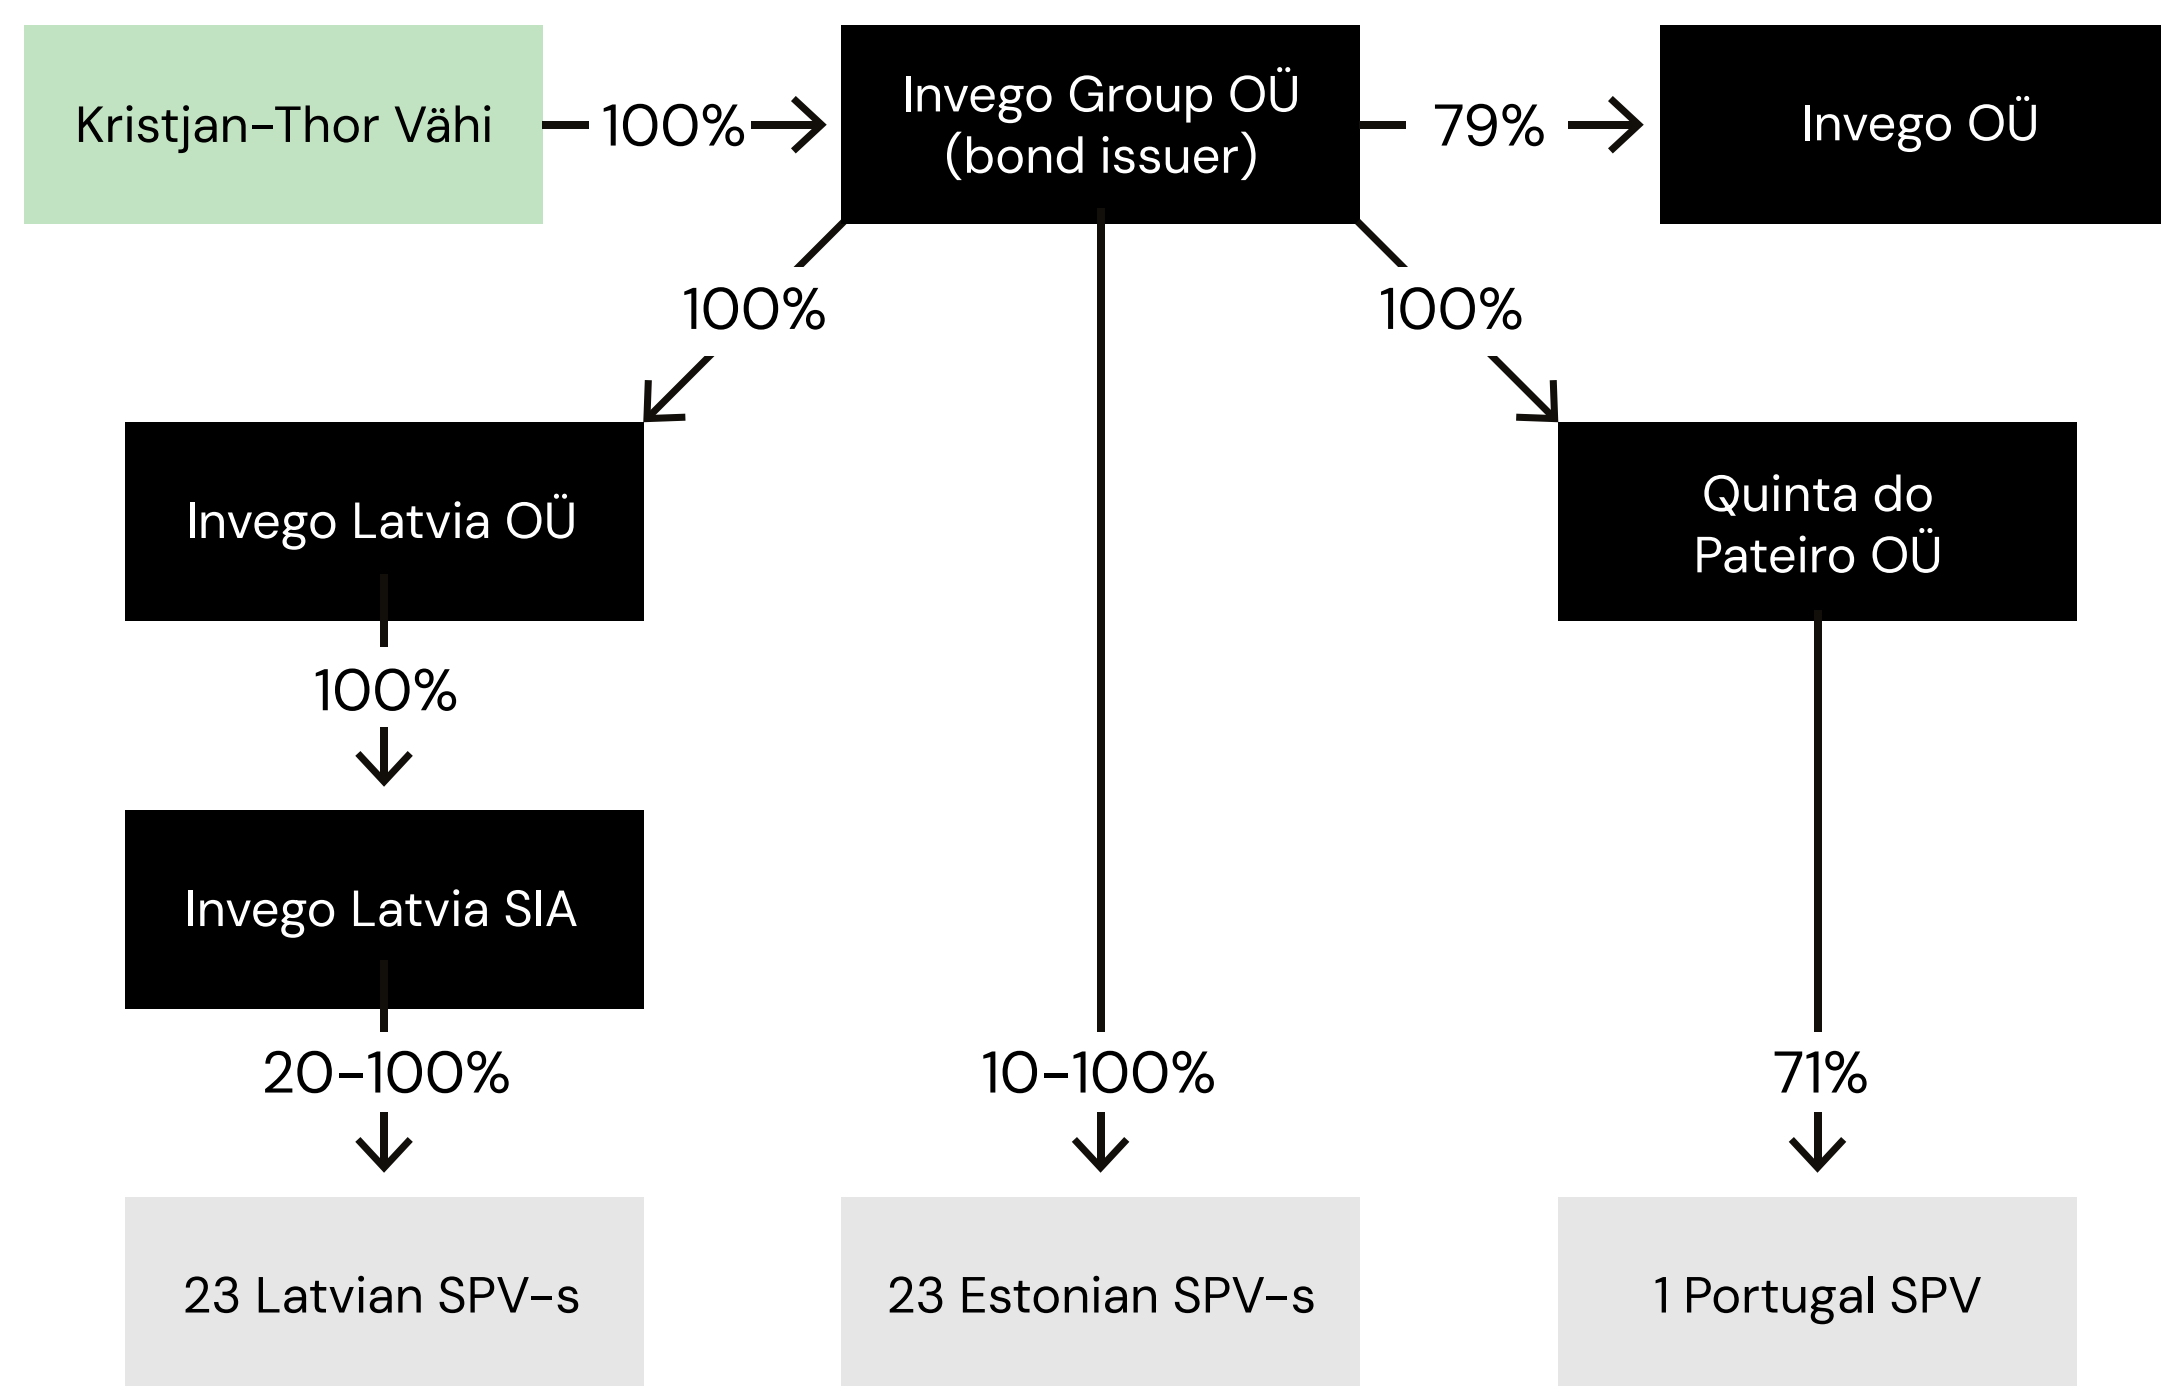 Kristjan-Thor Vähi
100%
Invego Group OÜ
(bond issuer)
79%
Invego OÜ
100%
100%
Invego Latvia OÜ
Quinta do
Pateiro OÜ
100%
Invego Latvia SIA
20-100%
10-100%
71%
23 Latvian SPV-s
23 Estonian SPV-s
1 Portugal SPV